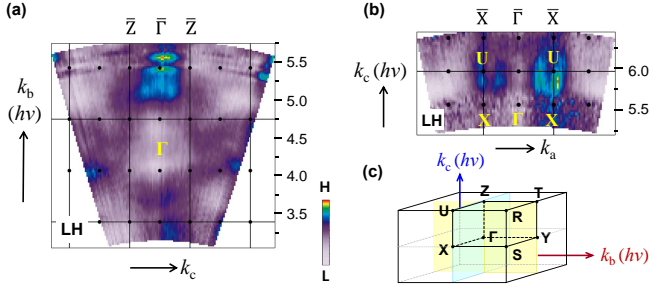 (a)
Z̅ Γ̅ Z̅
k_b
(hν)
5.5
5.0
4.5
4.0
3.5
Γ
LH
k_c
H
L
(b)
X̅ Γ̅ X̅
k_c (hν)
U U
6.0
5.5
LH X Γ X
k_a
(c)
k_c (hν)
Z T
U R
Γ Y
X S
k_b (hν)